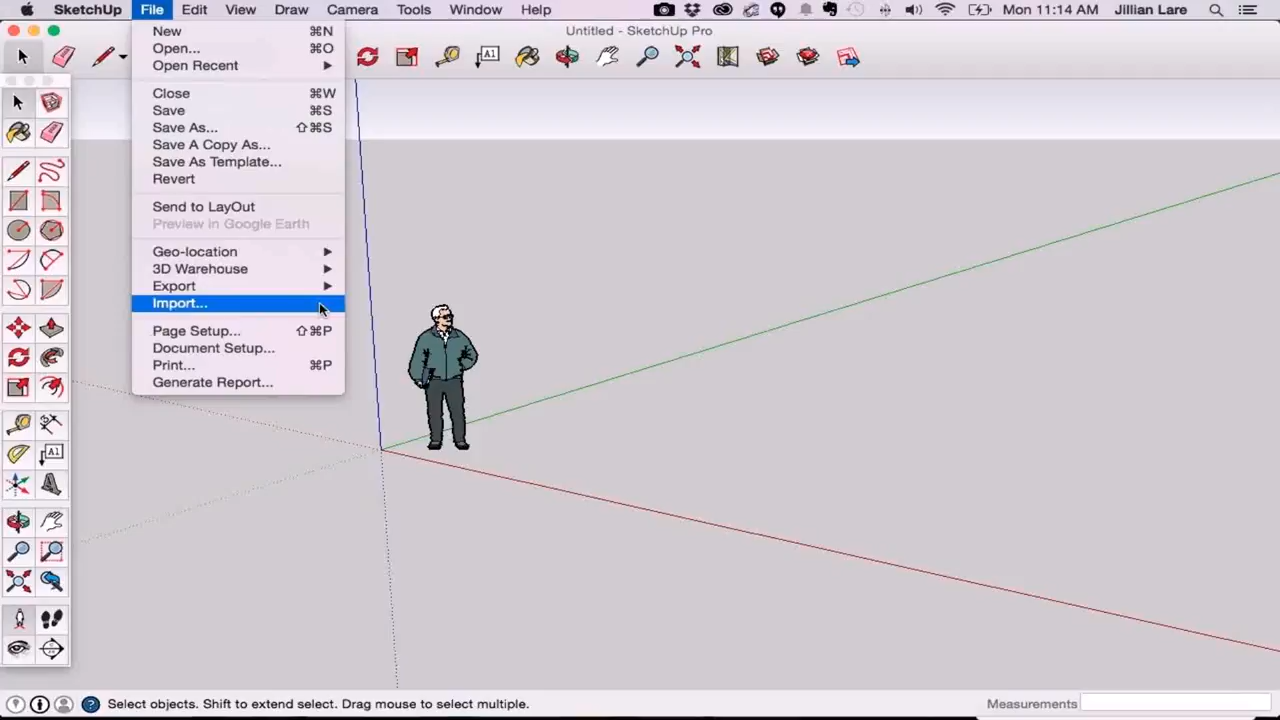 SketchUp File Edit View Draw Camera Tools Window Help Mon 11:14 AM Jillian Lare
Untitled - SketchUp Pro
New ⌘N
Open... ⌘O
Open Recent
Close ⌘W
Save ⌘S
Save As... ⇧⌘S
Save A Copy As...
Save As Template...
Revert
Send to LayOut
Preview in Google Earth
Geo-location
3D Warehouse
Export
Import...
Page Setup... ⇧⌘P
Document Setup...
Print... ⌘P
Generate Report...
A1
A1
Select objects. Shift to extend select. Drag mouse to select multiple. Measurements